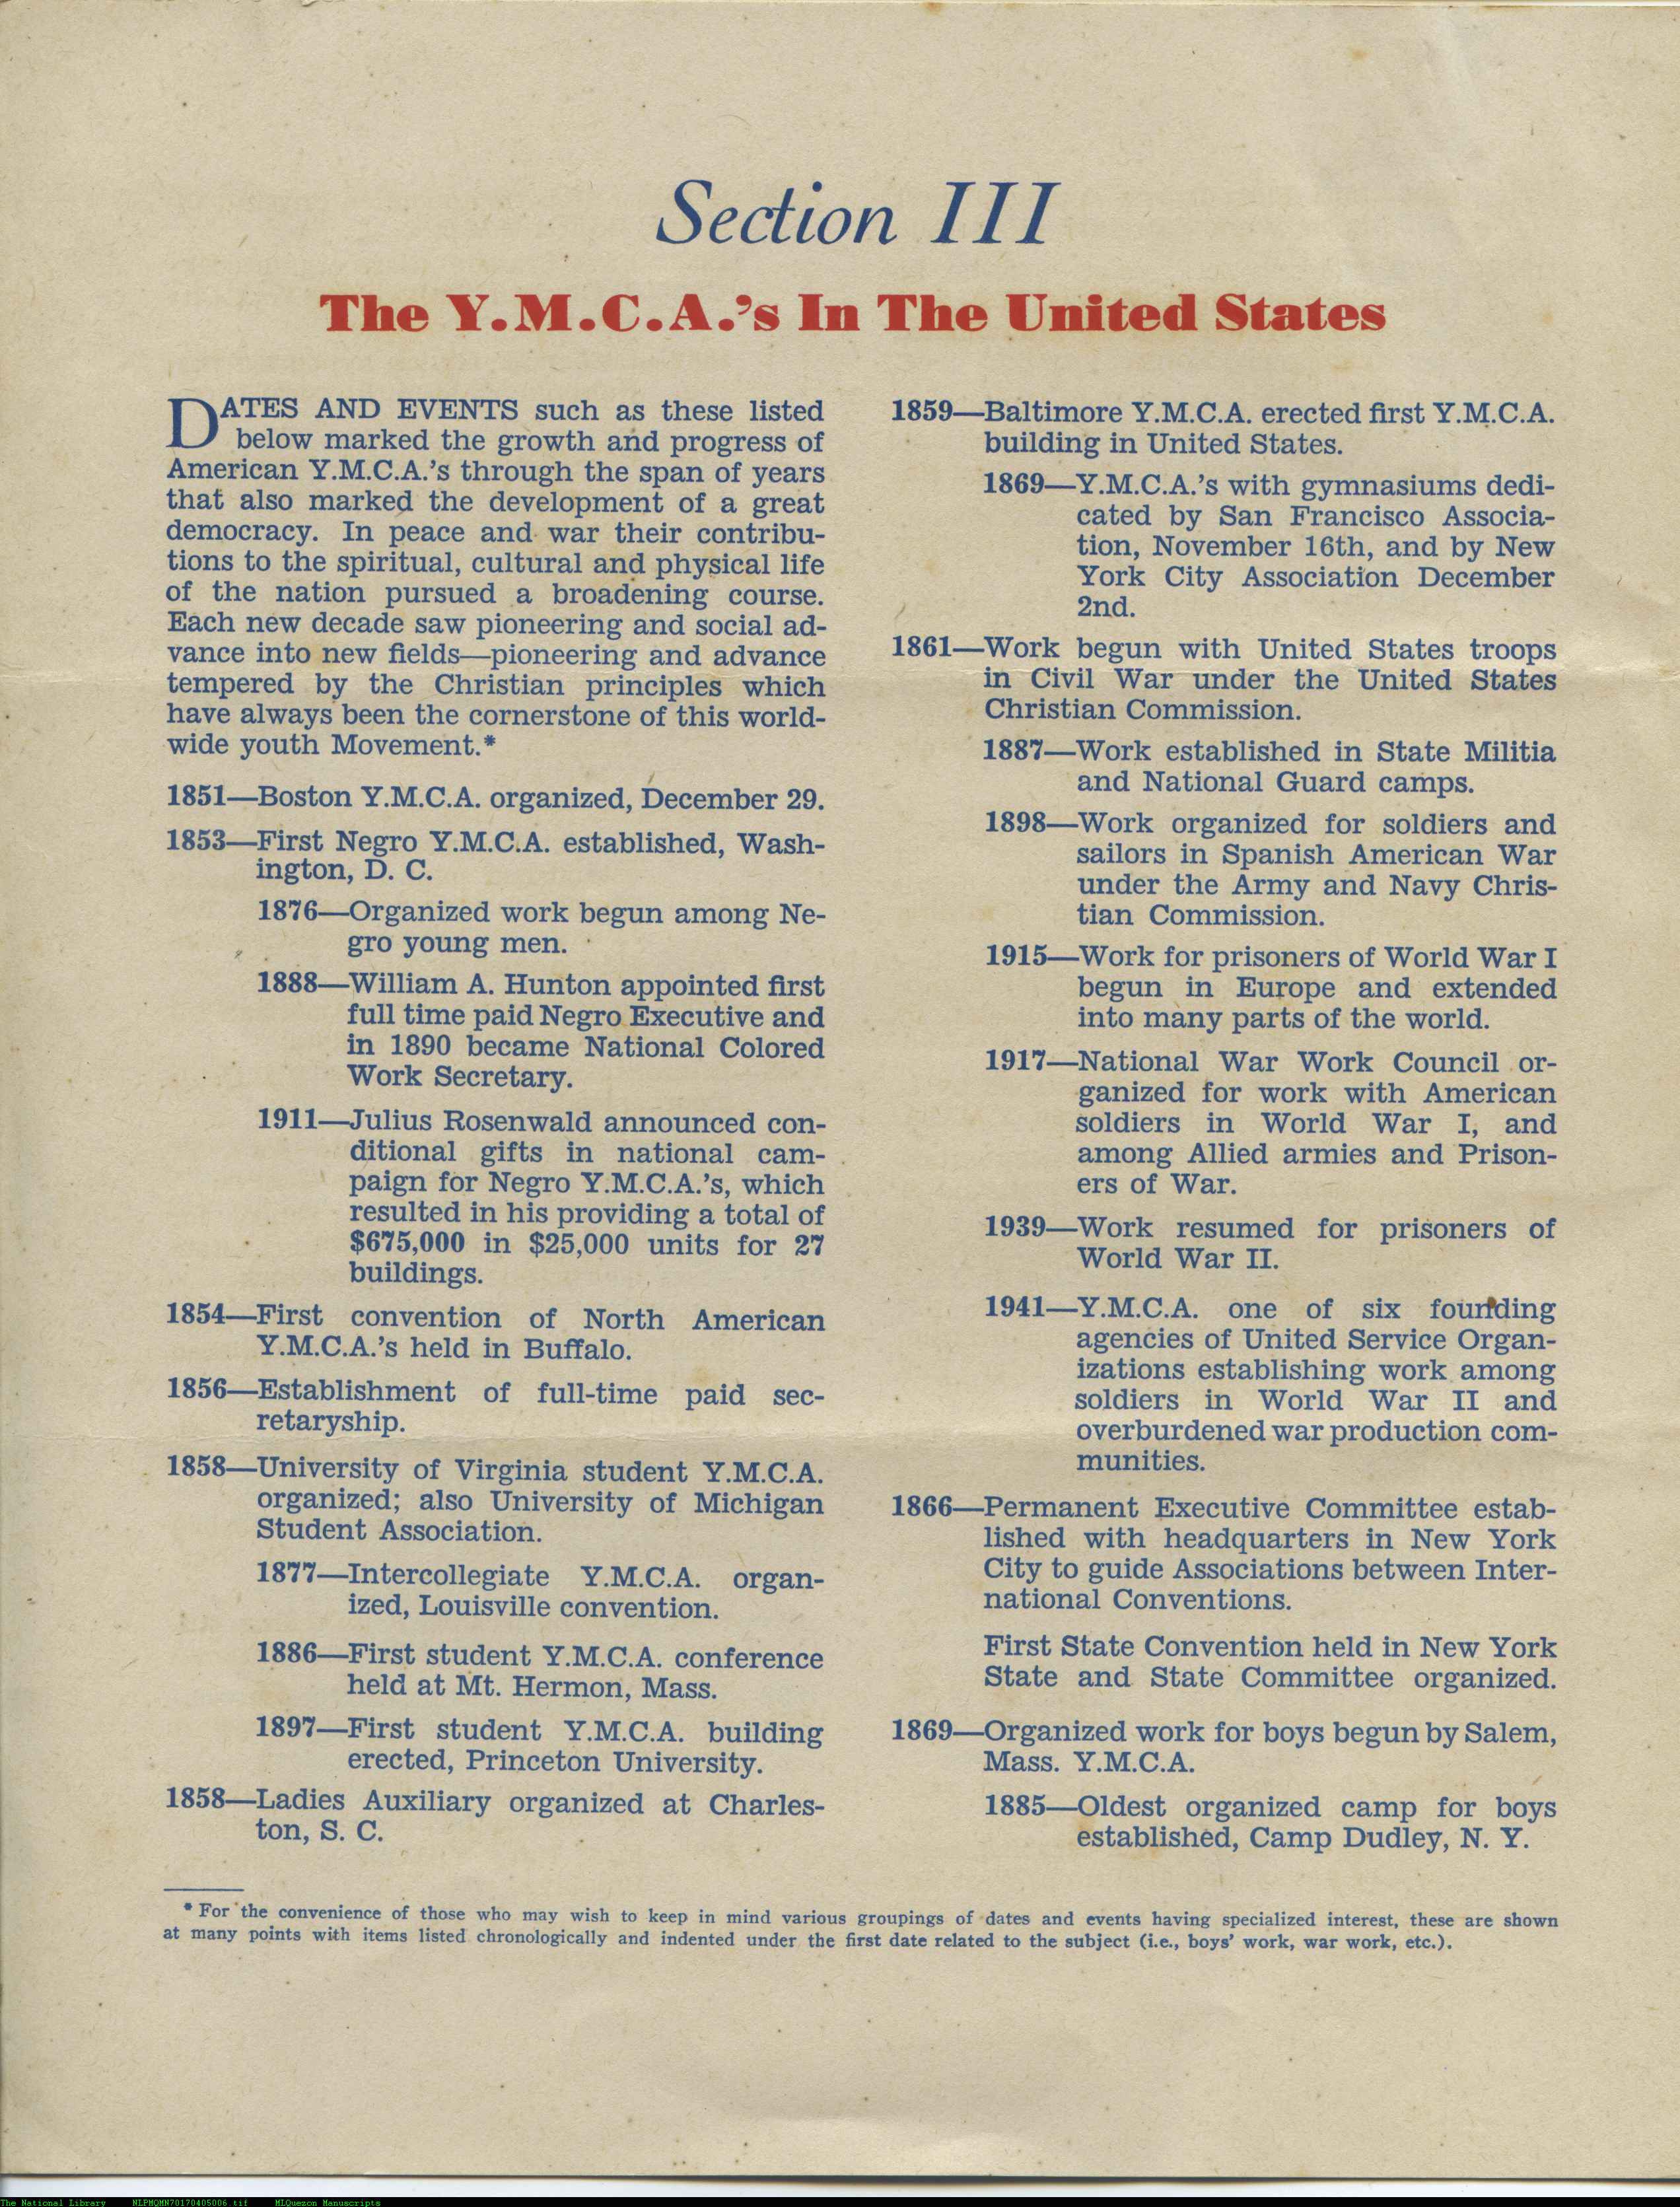 Section III
The Y.M.C.A.'s In The United States
DATES AND EVENTS such as these listed
below marked the growth and progress of
American Y.M.C.A.'s through the span of years
that also marked the development of a great
democracy. In peace and war their contribu-
tions to the spiritual, cultural and physical life
of the nation pursued a broadening course.
Each new decade saw pioneering and social ad-
vance into new fields—pioneering and advance
tempered by the Christian principles which
have always been the cornerstone of this world-
wide youth Movement.*
1851—Boston Y.M.C.A. organized, December 29.
1853—First Negro Y.M.C.A. established, Wash-
ington, D. C.
1876—Organized work begun among Ne-
gro young men.
1888—William A. Hunton appointed first
full time paid Negro Executive and
in 1890 became National Colored
Work Secretary.
1911—Julius Rosenwald announced con-
ditional gifts in national cam-
paign for Negro Y.M.C.A.'s, which
resulted in his providing a total of
$675,000 in $25,000 units for 27
buildings.
1854—First convention of North American
Y.M.C.A.'s held in Buffalo.
1856—Establishment of full-time paid sec-
retaryship.
1858—University of Virginia student Y.M.C.A.
organized; also University of Michigan
Student Association.
1877—Intercollegiate Y.M.C.A. organ-
ized, Louisville convention.
1886—First student Y.M.C.A. conference
held at Mt. Hermon, Mass.
1897—First student Y.M.C.A. building
erected, Princeton University.
1858—Ladies Auxiliary organized at Charles-
ton, S. C.
1859—Baltimore Y.M.C.A. erected first Y.M.C.A.
building in United States.
1869—Y.M.C.A.'s with gymnasiums dedi-
cated by San Francisco Associa-
tion, November 16th, and by New
York City Association December
2nd.
1861—Work begun with United States troops
in Civil War under the United States
Christian Commission.
1887—Work established in State Militia
and National Guard camps.
1898—Work organized for soldiers and
sailors in Spanish American War
under the Army and Navy Chris-
tian Commission.
1915—Work for prisoners of World War I
begun in Europe and extended
into many parts of the world.
1917—National War Work Council or-
ganized for work with American
soldiers in World War I, and
among Allied armies and Prison-
ers of War.
1939—Work resumed for prisoners of
World War II.
1941—Y.M.C.A. one of six founding
agencies of United Service Organ-
izations establishing work among
soldiers in World War II and
overburdened war production com-
munities.
1866—Permanent Executive Committee estab-
lished with headquarters in New York
City to guide Associations between Inter-
national Conventions.
First State Convention held in New York
State and State Committee organized.
1869—Organized work for boys begun by Salem,
Mass. Y.M.C.A.
1885—Oldest organized camp for boys
established, Camp Dudley, N. Y.
* For the convenience of those who may wish to keep in mind various groupings of dates and events having specialized interest, these are shown
at many points with items listed chronologically and indented under the first date related to the subject (i.e., boys' work, war work, etc.).
The National Library NLPMQMN70170405006 tif MLQuezon Manuscripts